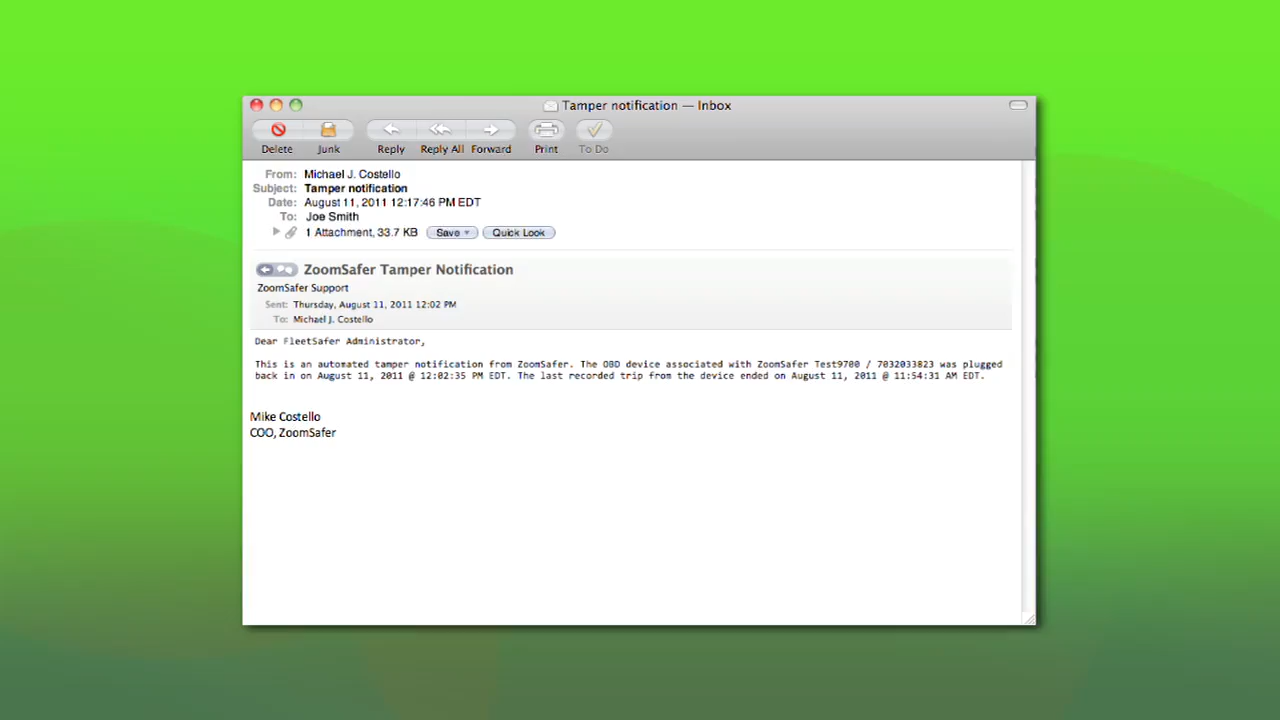 Tamper notification — Inbox
Delete Junk Reply Reply All Forward Print To Do
From: Michael J. Costello
Subject: Tamper notification
Date: August 11, 2011 12:17:46 PM EDT
To: Joe Smith
1 Attachment, 33.7 KB Save Quick Look
ZoomSafer Tamper Notification
ZoomSafer Support
Sent: Thursday, August 11, 2011 12:02 PM
To: Michael J. Costello
Dear FleetSafer Administrator,
This is an automated tamper notification from ZoomSafer. The OBD device associated with ZoomSafer Test9700 / 7032033823 was plugged
back in on August 11, 2011 @ 12:02:35 PM EDT. The last recorded trip from the device ended on August 11, 2011 @ 11:54:31 AM EDT.
Mike Costello
COO, ZoomSafer